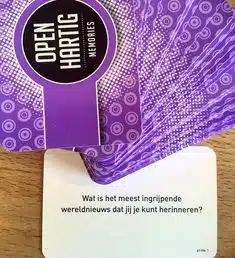 OPEN
HARTIG
MEMORIES
Wat is het meest ingrijpende
wereldnieuws dat jij je kunt herinneren?